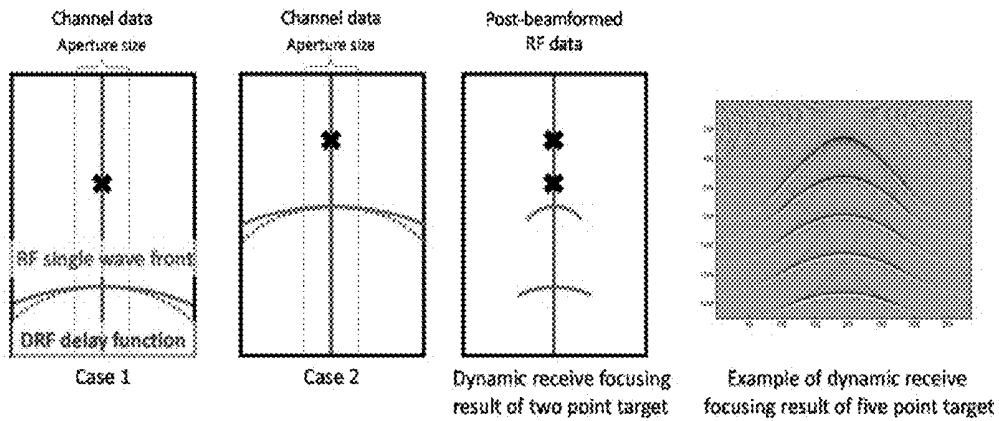 Channel data
Aperture size
Channel data
Aperture size
Post-beamformed
RF data
RF single wave front
DRF delay function
Case 1
Case 2
Dynamic receive focusing
result of two point target
Example of dynamic receive
focusing result of five point target